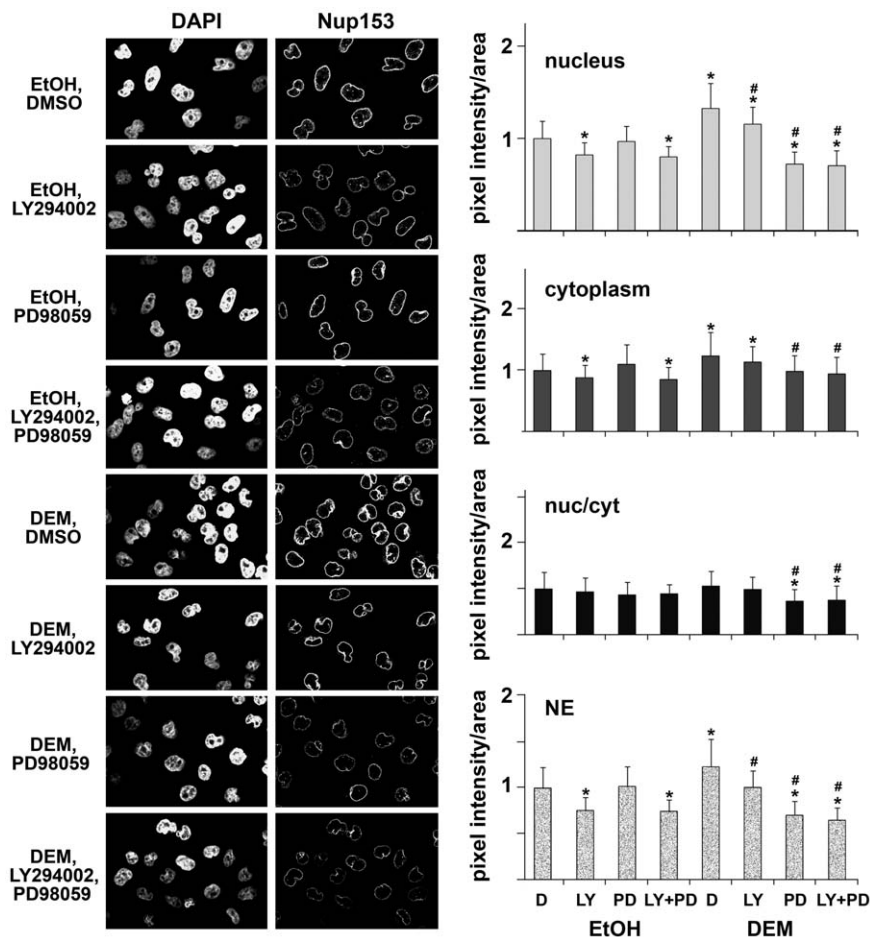 DAPI Nup153
EtOH,
DMSO
EtOH,
LY294002
EtOH,
PD98059
EtOH,
LY294002,
PD98059
DEM,
DMSO
DEM,
LY294002
DEM,
PD98059
DEM,
LY294002,
PD98059
pixel intensity/area
2
1
nucleus
* * * # * # * # *
pixel intensity/area
2
1
cytoplasm
* * * * # #
pixel intensity/area
2
nuc/cyt
# * # *
pixel intensity/area
2
1
NE
* * * # # * # *
D LY PD LY+PD D LY PD LY+PD
EtOH DEM